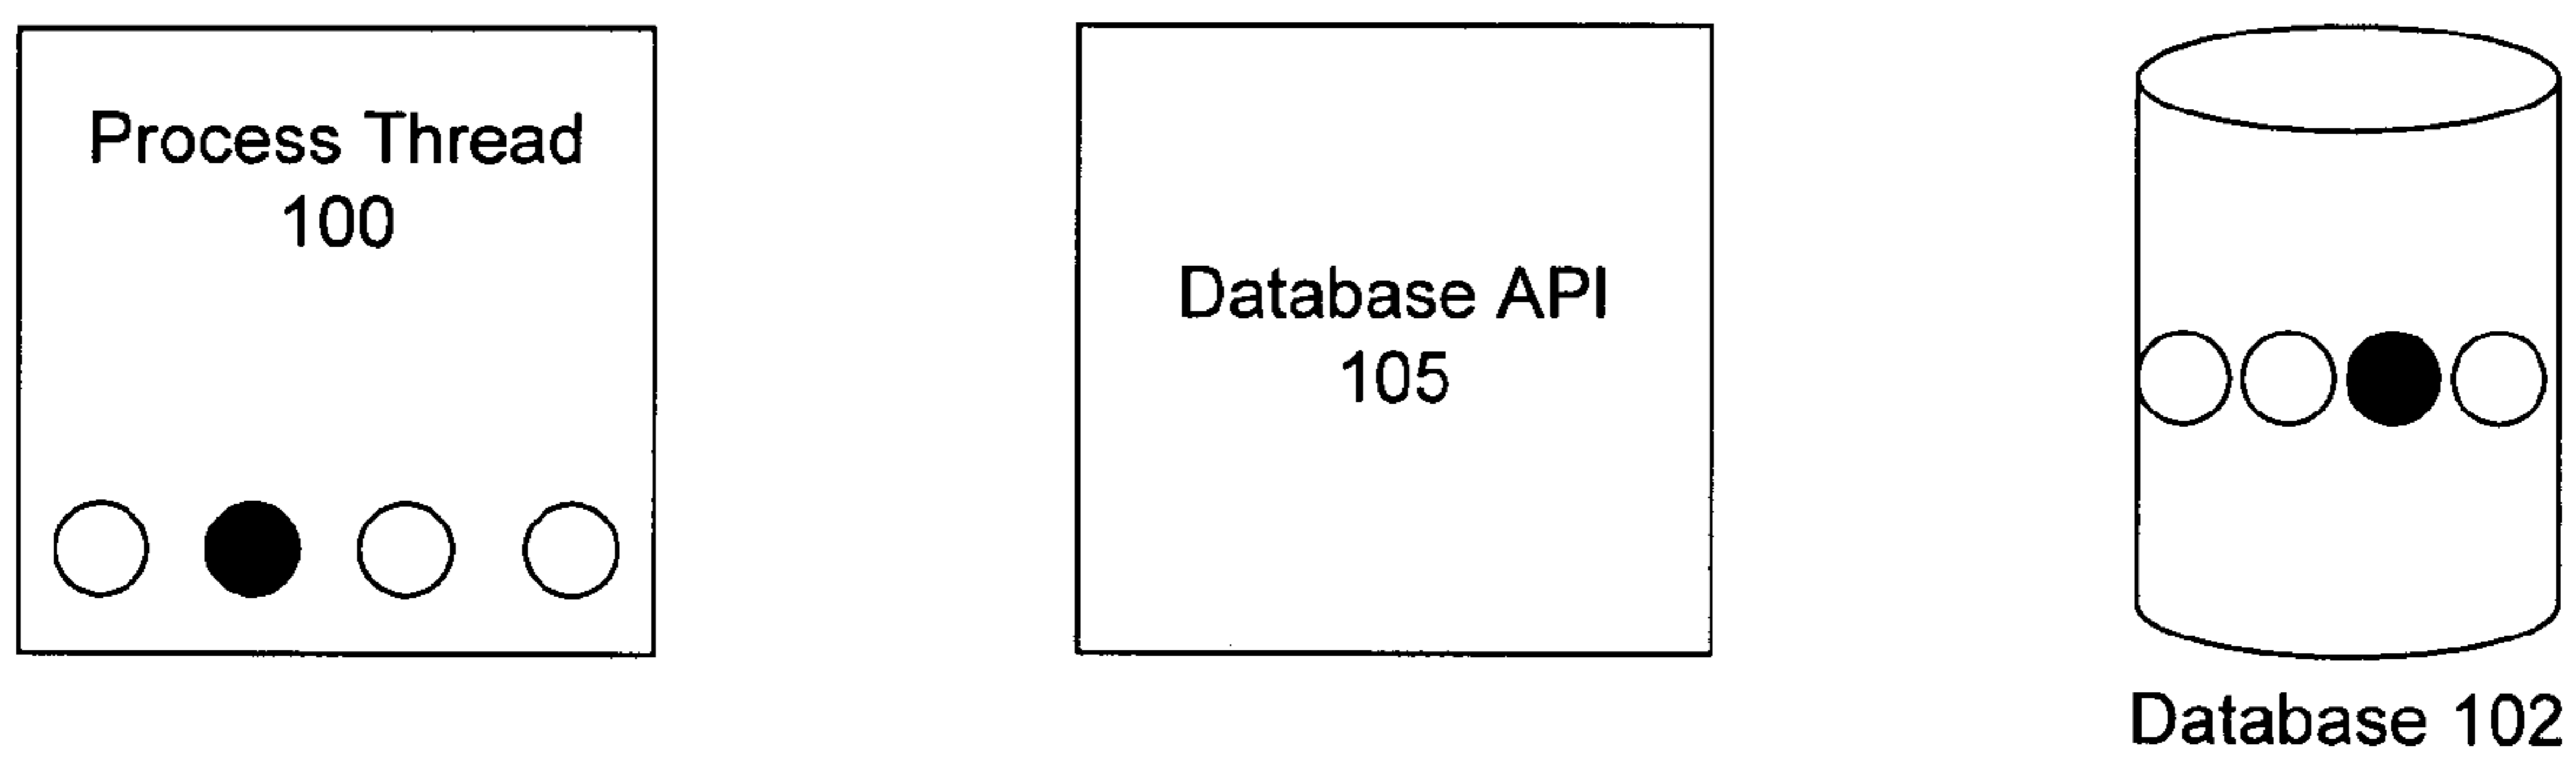 Process Thread
100
Database API
105
Database 102